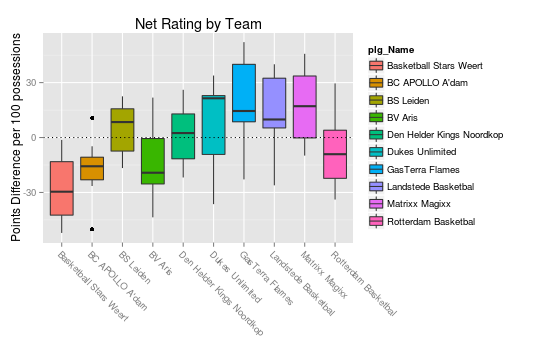 Net Rating by Team
Points Difference per 100 possessions
30
0
-30
Basketball Stars Weert
BC APOLLO A'dam
BS Leiden
BV Aris
Den Helder Kings Noordkop
Dukes Unlimited
GasTerra Flames
Landstede Basketbal
Matrixx Magixx
Rotterdam Basketbal
plg_Name
Basketball Stars Weert
BC APOLLO A'dam
BS Leiden
BV Aris
Den Helder Kings Noordkop
Dukes Unlimited
GasTerra Flames
Landstede Basketbal
Matrixx Magixx
Rotterdam Basketbal